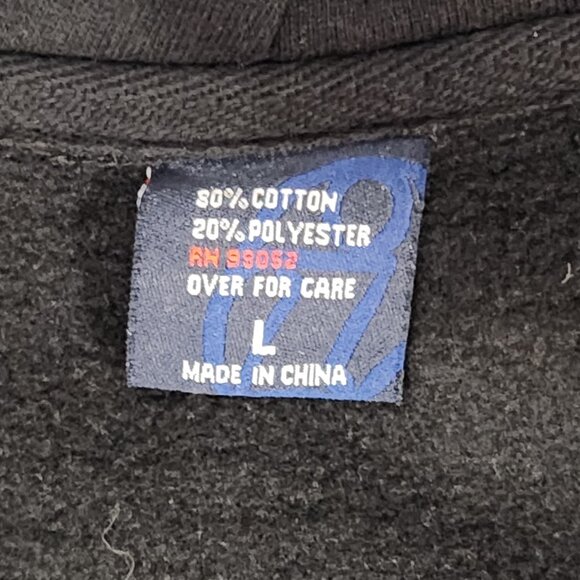 80% COTTON
20% POLYESTER
RN 93052
OVER FOR CARE
L
MADE IN CHINA